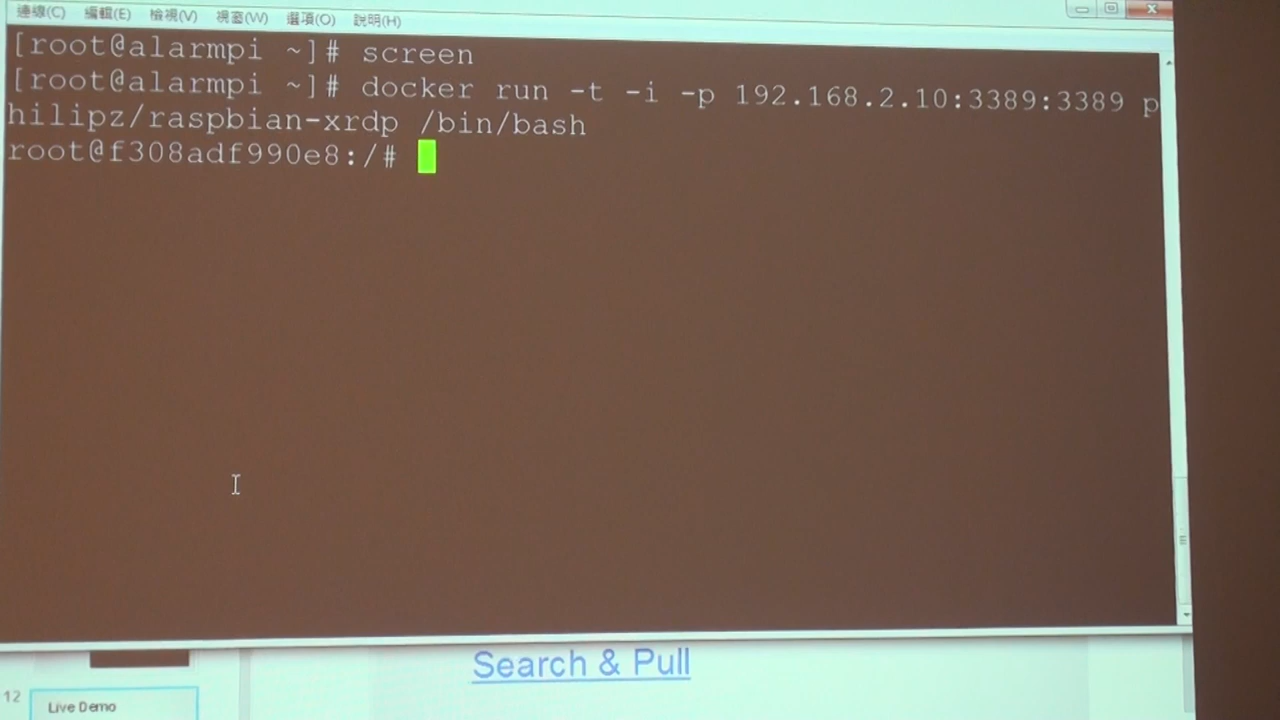 連線(C) 編輯(E) 檢視(V) 視窗(W) 選項(O) 說明(H)
[root@alarmpi ~]# screen
[root@alarmpi ~]# docker run -t -i -p 192.168.2.10:3389:3389 p
hilipz/raspbian-xrdp /bin/bash
root@f308adf990e8:/#
Search & Pull
12
Live Demo